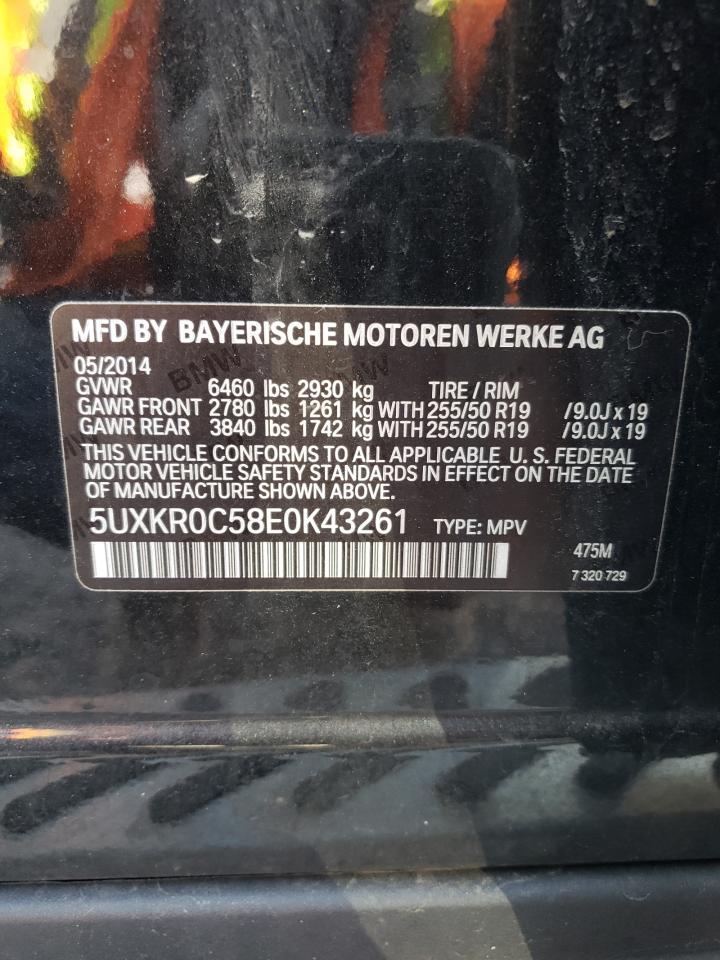 MFD BY BAYERISCHE MOTOREN WERKE AG
05/2014
GVWR 6460 lbs 2930 kg TIRE / RIM
GAWR FRONT 2780 lbs 1261 kg WITH 255/50 R19 /9.0J x 19
GAWR REAR 3840 lbs 1742 kg WITH 255/50 R19 /9.0J x 19
THIS VEHICLE CONFORMS TO ALL APPLICABLE U. S. FEDERAL
MOTOR VEHICLE SAFETY STANDARDS IN EFFECT ON THE DATE
OF MANUFACTURE SHOWN ABOVE.
5UXKR0C58E0K43261 TYPE: MPV
475M
7 320 729